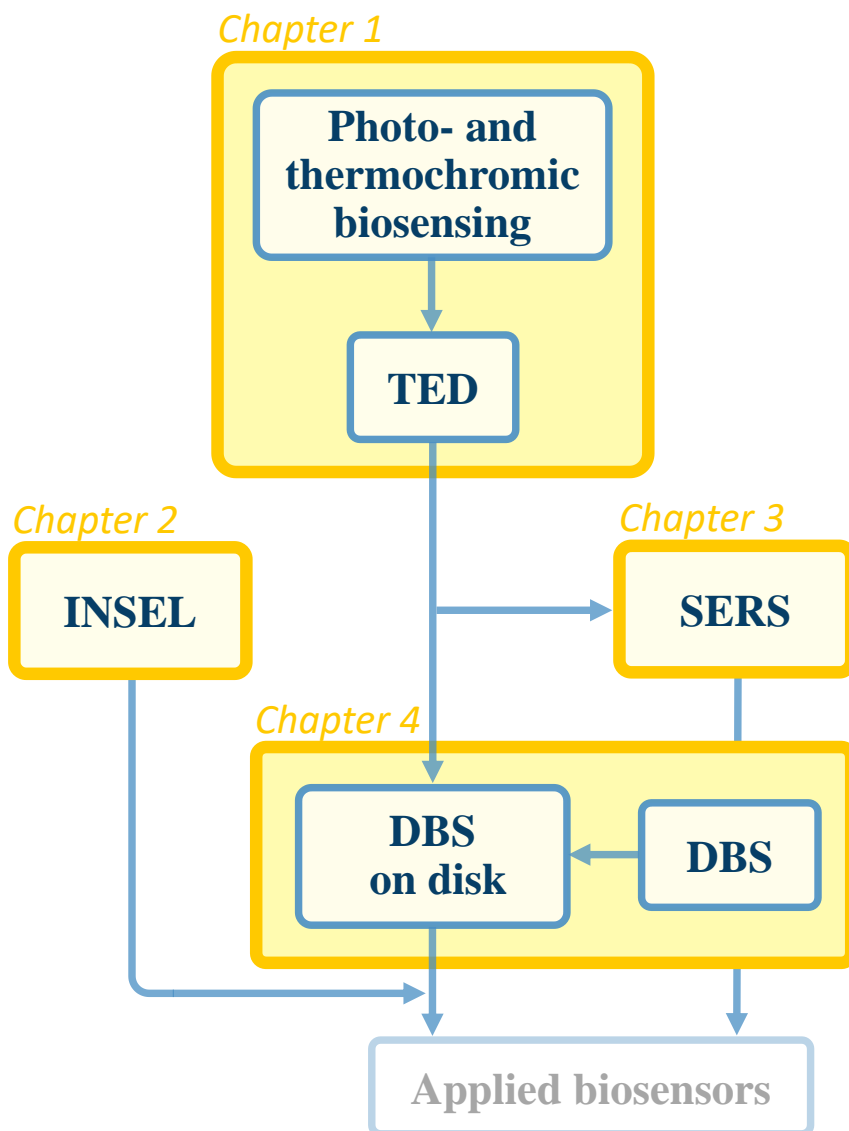 Chapter 1
Photo- and
thermochromic
biosensing
TED
Chapter 2
INSEL
Chapter 3
SERS
Chapter 4
DBS
on disk
DBS
Applied biosensors